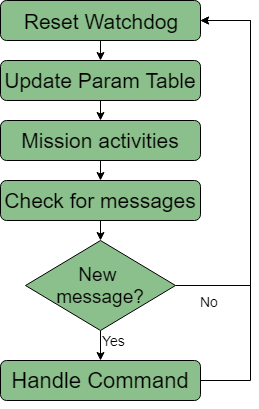 Reset Watchdog
Update Param Table
Mission activities
Check for messages
New
message?
No
Yes
Handle Command